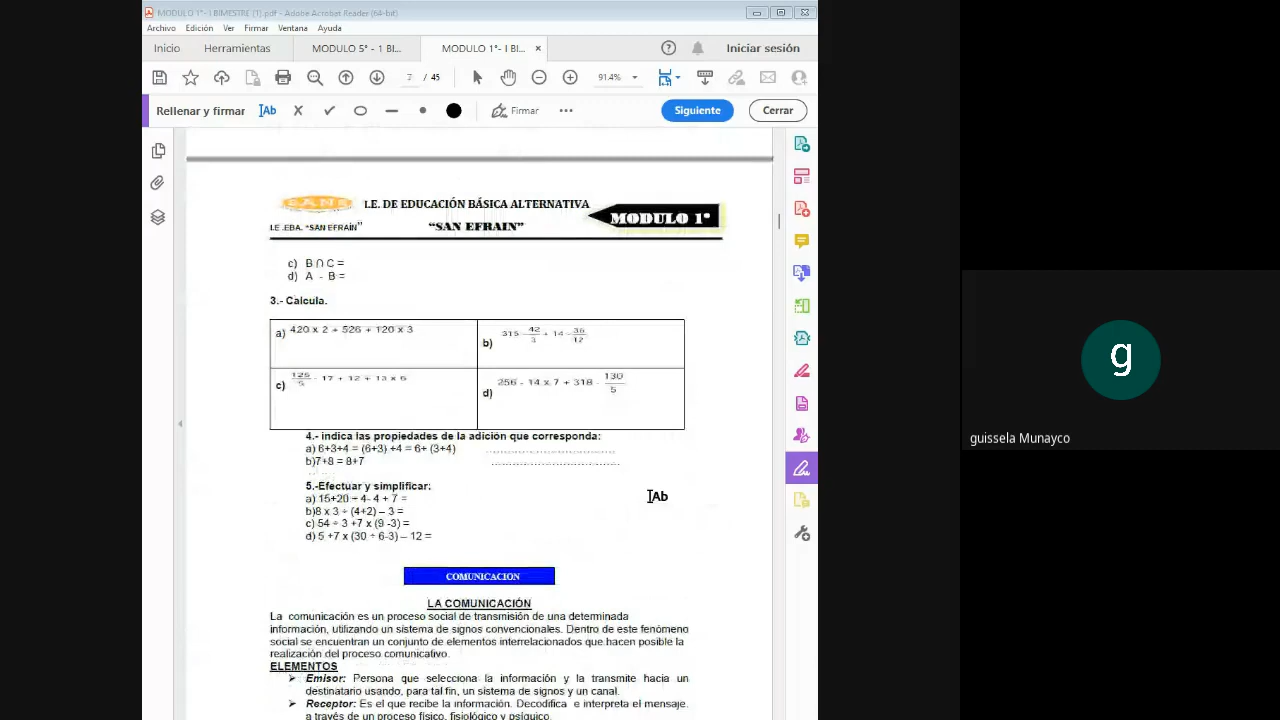 MODULO 1°- I BIMESTRE [1].pdf - Adobe Acrobat Reader (64-bit)
Archivo Edición Ver Firmar Ventana Ayuda
Inicio Herramientas MODULO 5° - 1 BI... MODULO 1°- I BI... × Iniciar sesión
7 / 45 91.4%
Rellenar y firmar Ab Firmar Siguiente Cerrar
I.E. DE EDUCACIÓN BÁSICA ALTERNATIVA
MODULO 1°
I.E .EBA. “SAN EFRAÍN” “SAN EFRAIN”
c) B ∩ C =
d) A - B =
3.- Calcula.
a) 420 x 2 + 526 + 120 x 3
b) 315 - 42/3 + 14 - 36/12
c) 125/5 - 17 + 12 + 13 x 6
d) 256 - 14 x 7 + 318 - 130/5
4.- indica las propiedades de la adición que corresponda:
a) 6+3+4 = (6+3) +4 = 6+ (3+4)
b)7+8 = 8+7
5.-Efectuar y simplificar:
a) 15+20 ÷ 4- 4 + 7 =
b)8 x 3 ÷ (4+2) – 3 =
c) 54 ÷ 3 +7 x (9 -3) =
d) 5 +7 x (30 ÷ 6-3) – 12 =
Ab
COMUNICACION
LA COMUNICACIÓN
La comunicación es un proceso social de transmisión de una determinada
información, utilizando un sistema de signos convencionales. Dentro de este fenómeno
social se encuentran un conjunto de elementos interrelacionados que hacen posible la
realización del proceso comunicativo.
ELEMENTOS
Emisor: Persona que selecciona la información y la transmite hacia un
destinatario usando, para tal fin, un sistema de signos y un canal.
Receptor: Es el que recibe la información. Decodifica e interpreta el mensaje.
a través de un proceso físico, fisiológico y psíquico.
g
guissela Munayco